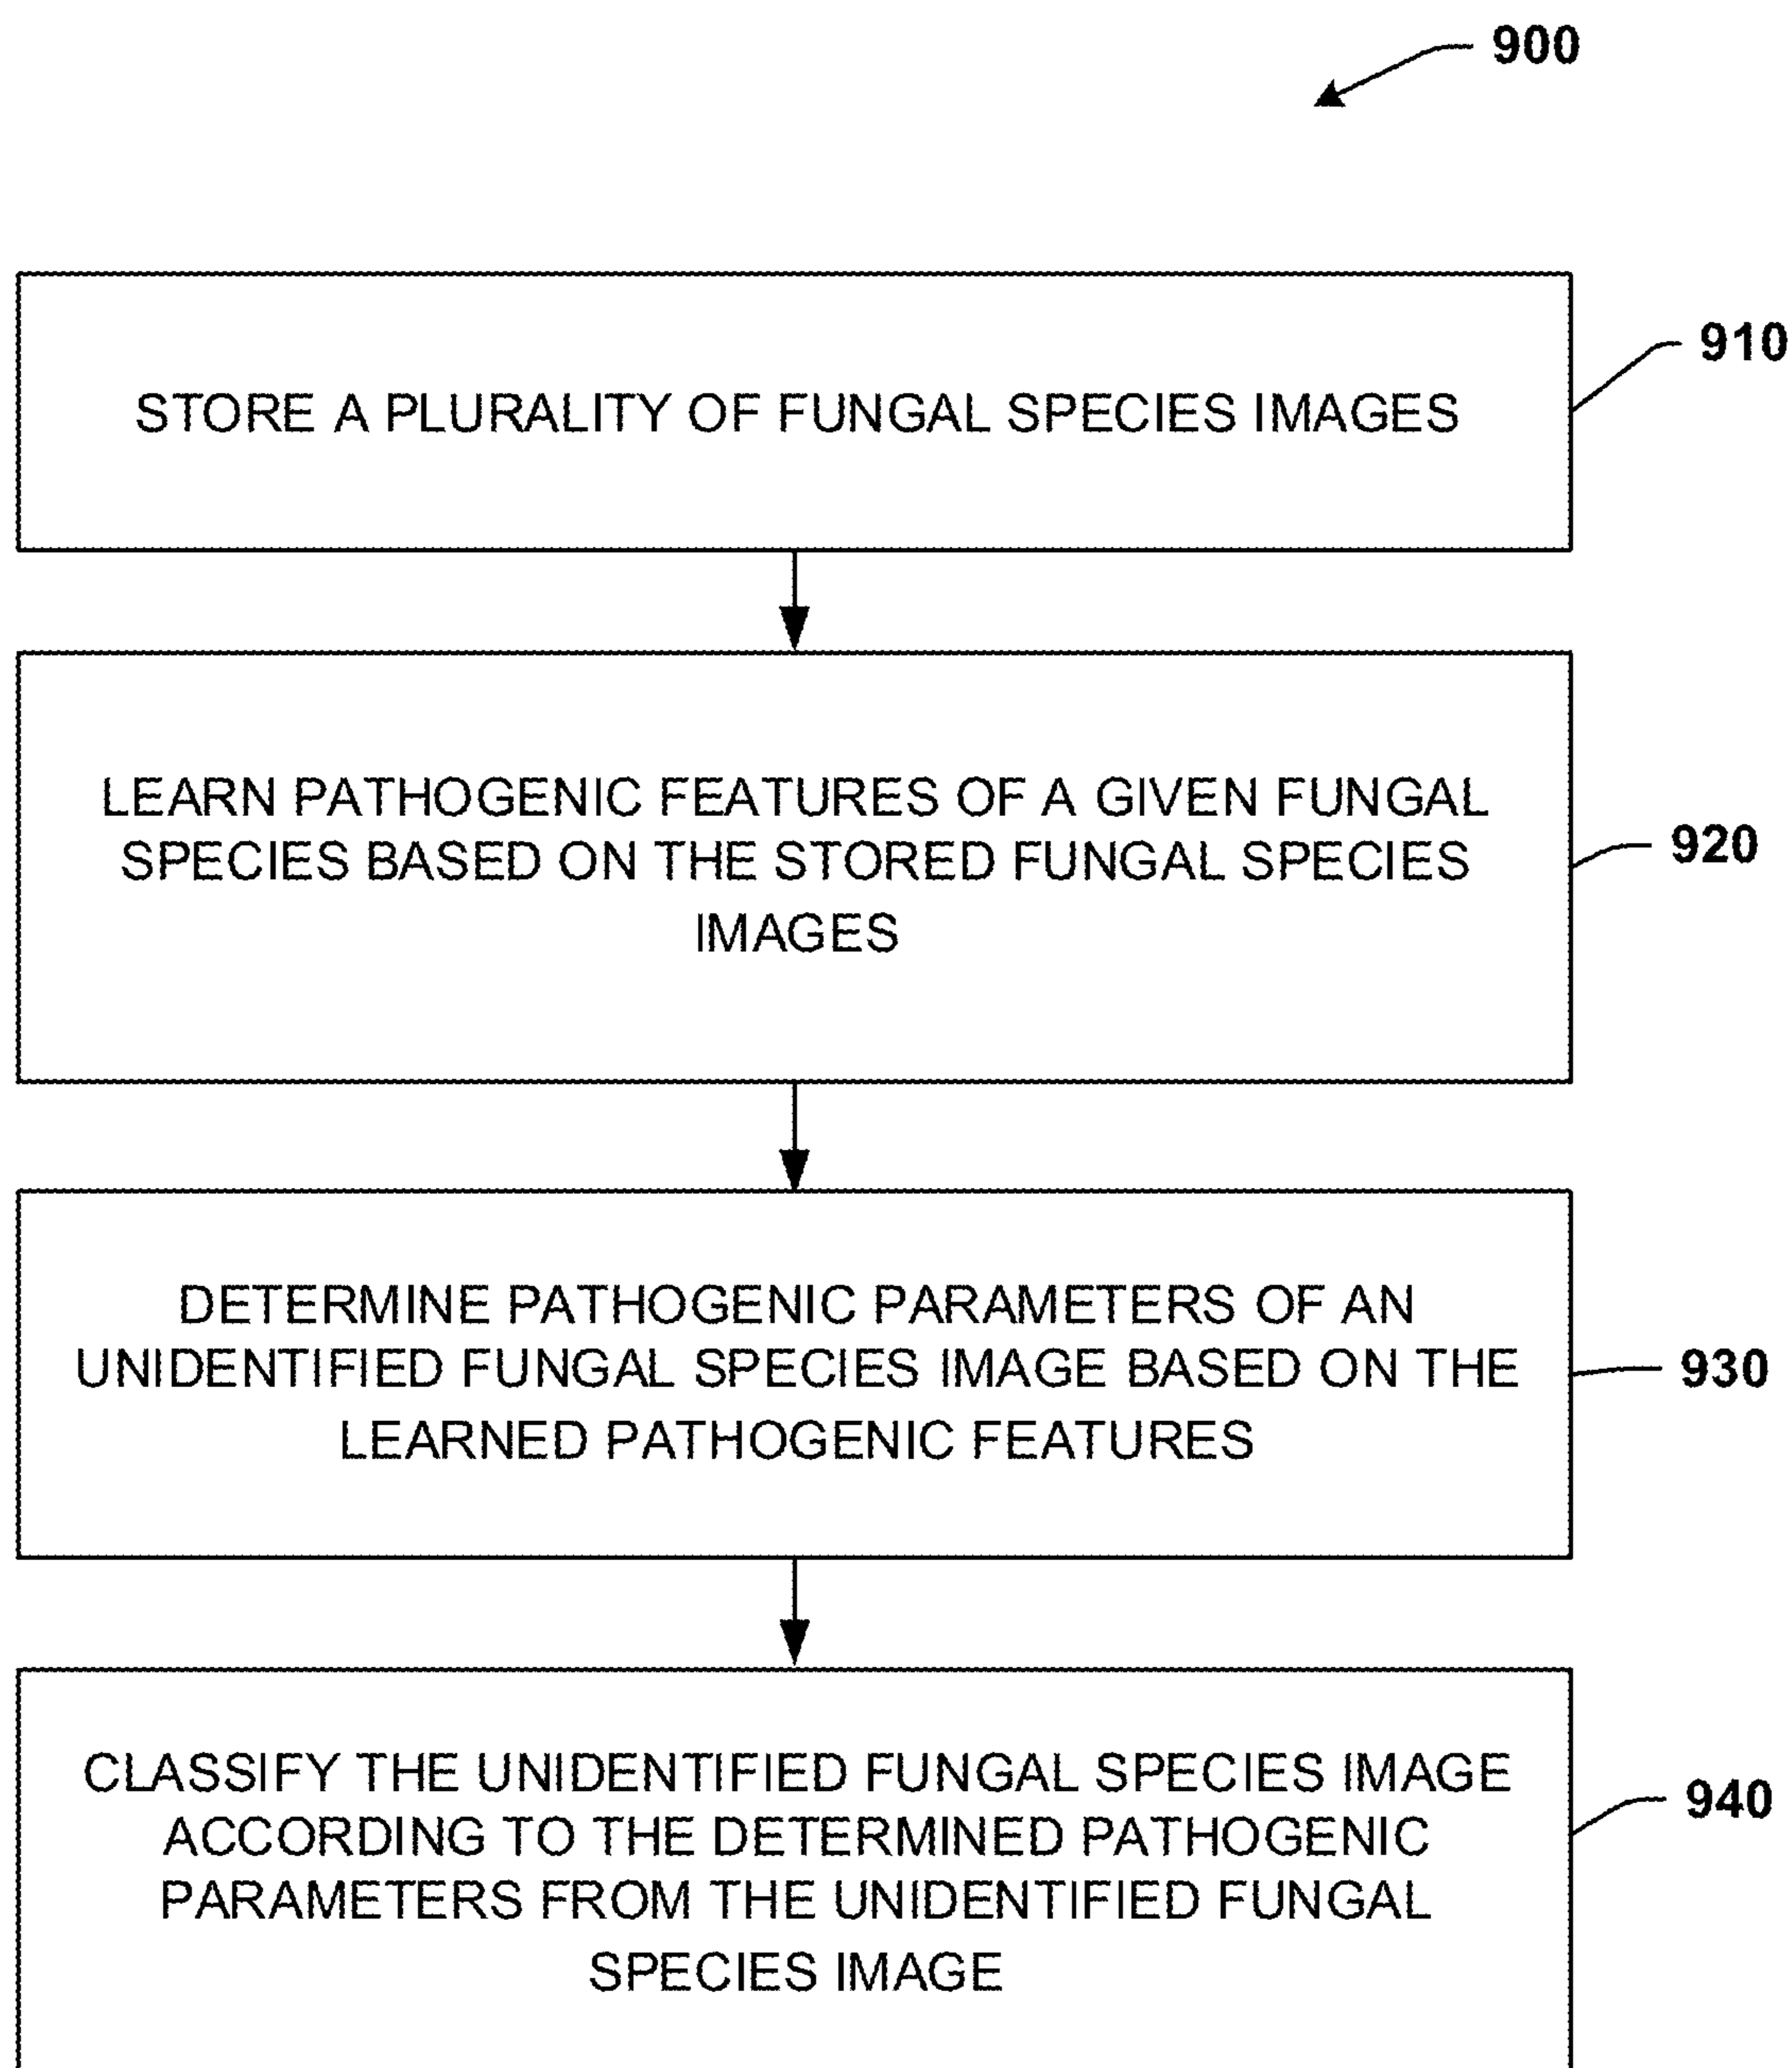 900
STORE A PLURALITY OF FUNGAL SPECIES IMAGES
910
LEARN PATHOGENIC FEATURES OF A GIVEN FUNGAL
SPECIES BASED ON THE STORED FUNGAL SPECIES
IMAGES
920
DETERMINE PATHOGENIC PARAMETERS OF AN
UNIDENTIFIED FUNGAL SPECIES IMAGE BASED ON THE
LEARNED PATHOGENIC FEATURES
930
CLASSIFY THE UNIDENTIFIED FUNGAL SPECIES IMAGE
ACCORDING TO THE DETERMINED PATHOGENIC
PARAMETERS FROM THE UNIDENTIFIED FUNGAL
SPECIES IMAGE
940